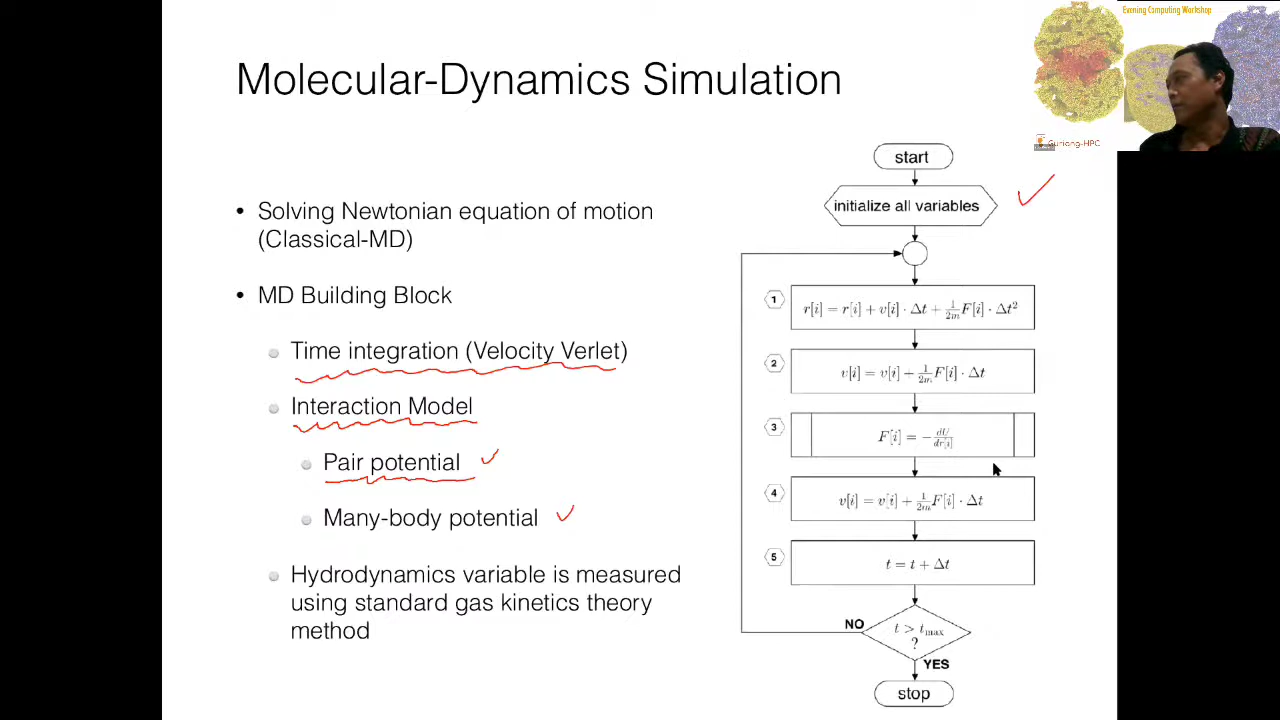 Evening Computing Workshop
Guriang-HPC
Molecular-Dynamics Simulation
• Solving Newtonian equation of motion
(Classical-MD)
• MD Building Block
Time integration (Velocity Verlet)
Interaction Model
Pair potential
Many-body potential
Hydrodynamics variable is measured
using standard gas kinetics theory
method
start
initialize all variables
1
r[i] = r[i] + v[i] · Δt + 1/2m F[i] · Δt²
2
v[i] = v[i] + 1/2m F[i] · Δt
3
F[i] = − dU/dr[i]
4
v[i] = v[i] + 1/2m F[i] · Δt
5
t = t + Δt
t > tmax
?
NO
YES
stop